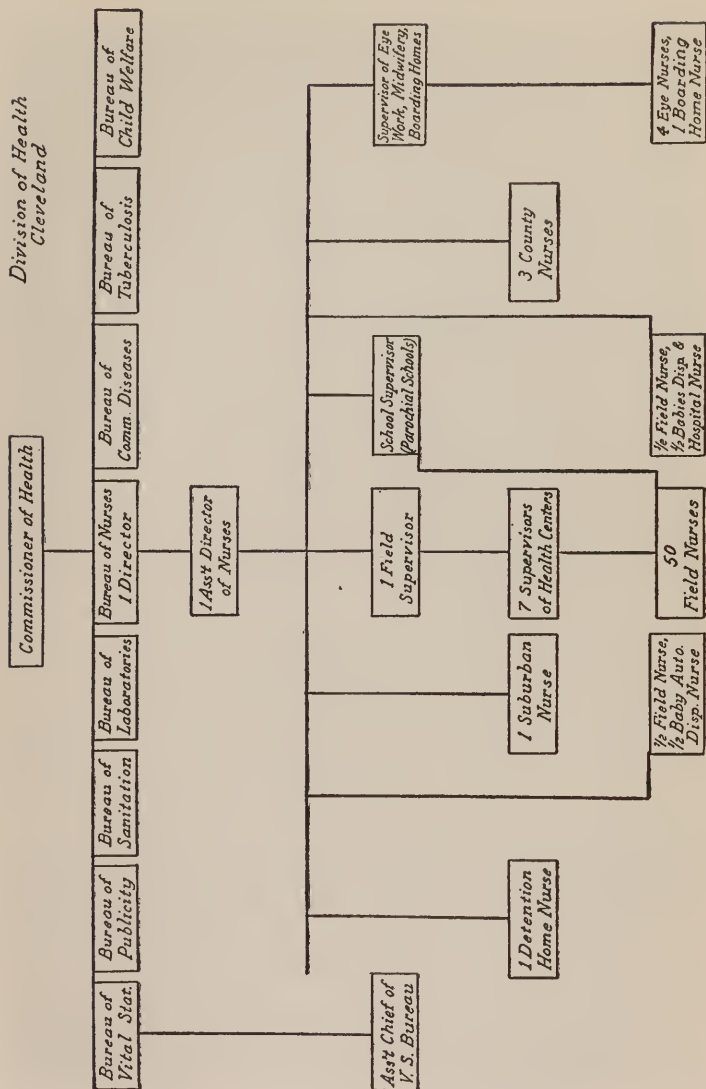 Division of Health
Cleveland
Commissioner of Health
Bureau of
Vital Stat.
Bureau of
Publicity
Bureau of
Sanitation
Bureau of
Laboratories
Bureau of Nurses
1 Director
Bureau of
Comm. Diseases
Bureau of
Tuberculosis
Bureau of
Child Welfare
1 Ass't Director
of Nurses
Ass't Chief of
V. S. Bureau
1 Field
Supervisor
School Supervisor
(Parochial Schools)
Supervisor of Eye
Work, Midwifery,
Boarding Homes
1 Detention
Home Nurse
1 Suburban
Nurse
7 Supervisors
of Health Centers
3 County
Nurses
1/2 Field Nurse,
1/2 Baby Auto.
Disp. Nurse
50
Field Nurses
Field Nurse,
1/2 Babies Disp. &
Hospital Nurse
4 Eye Nurses,
1 Boarding
Home Nurse